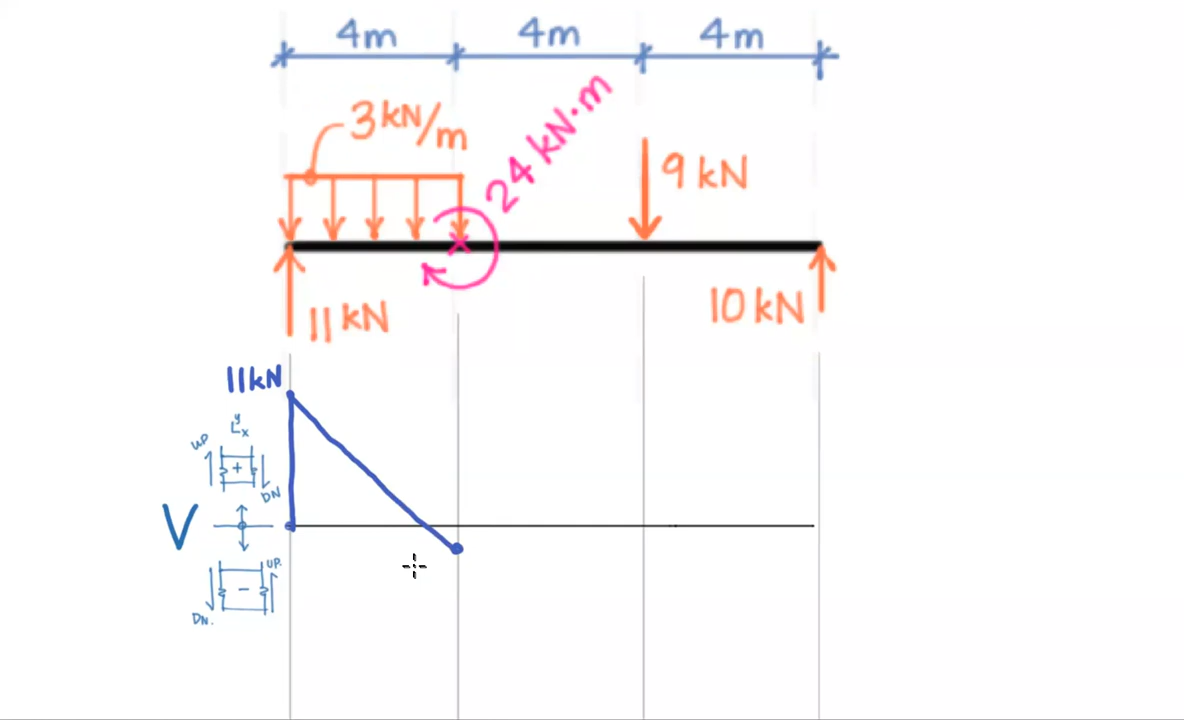 4m 4m 4m
3kN/m
24 kN·m
9 kN
11 kN
10 kN
11kN
y
x
UP
+
DN
V
UP.
-
DN.